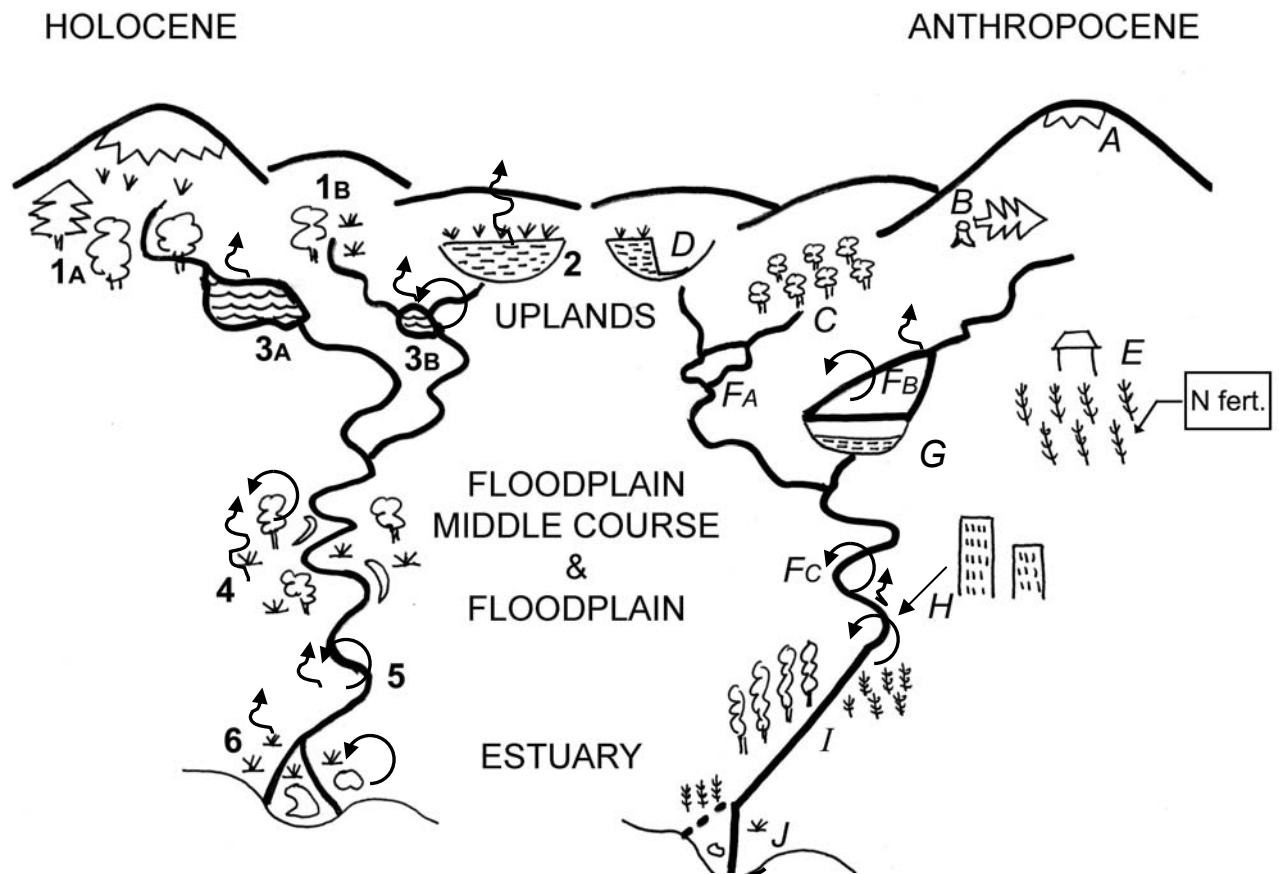 HOLOCENE
ANTHROPOCENE
A
1B
B
1A
2
D
UPLANDS
C
3A
3B
E
FA
FB
N fert.
G
FLOODPLAIN
MIDDLE COURSE
&
FLOODPLAIN
4
FC
H
5
6
ESTUARY
I
J